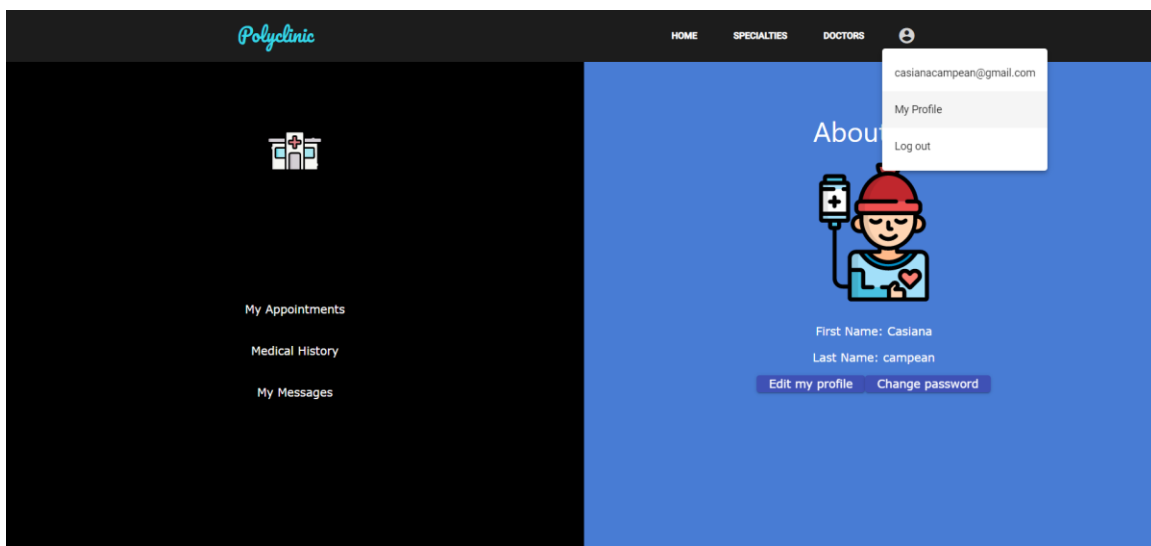 Polyclinic
HOME SPECIALTIES DOCTORS
casianacampean@gmail.com
My Profile
Log out
My Appointments
Medical History
My Messages
Abou
First Name: Casiana
Last Name: campean
Edit my profile Change password